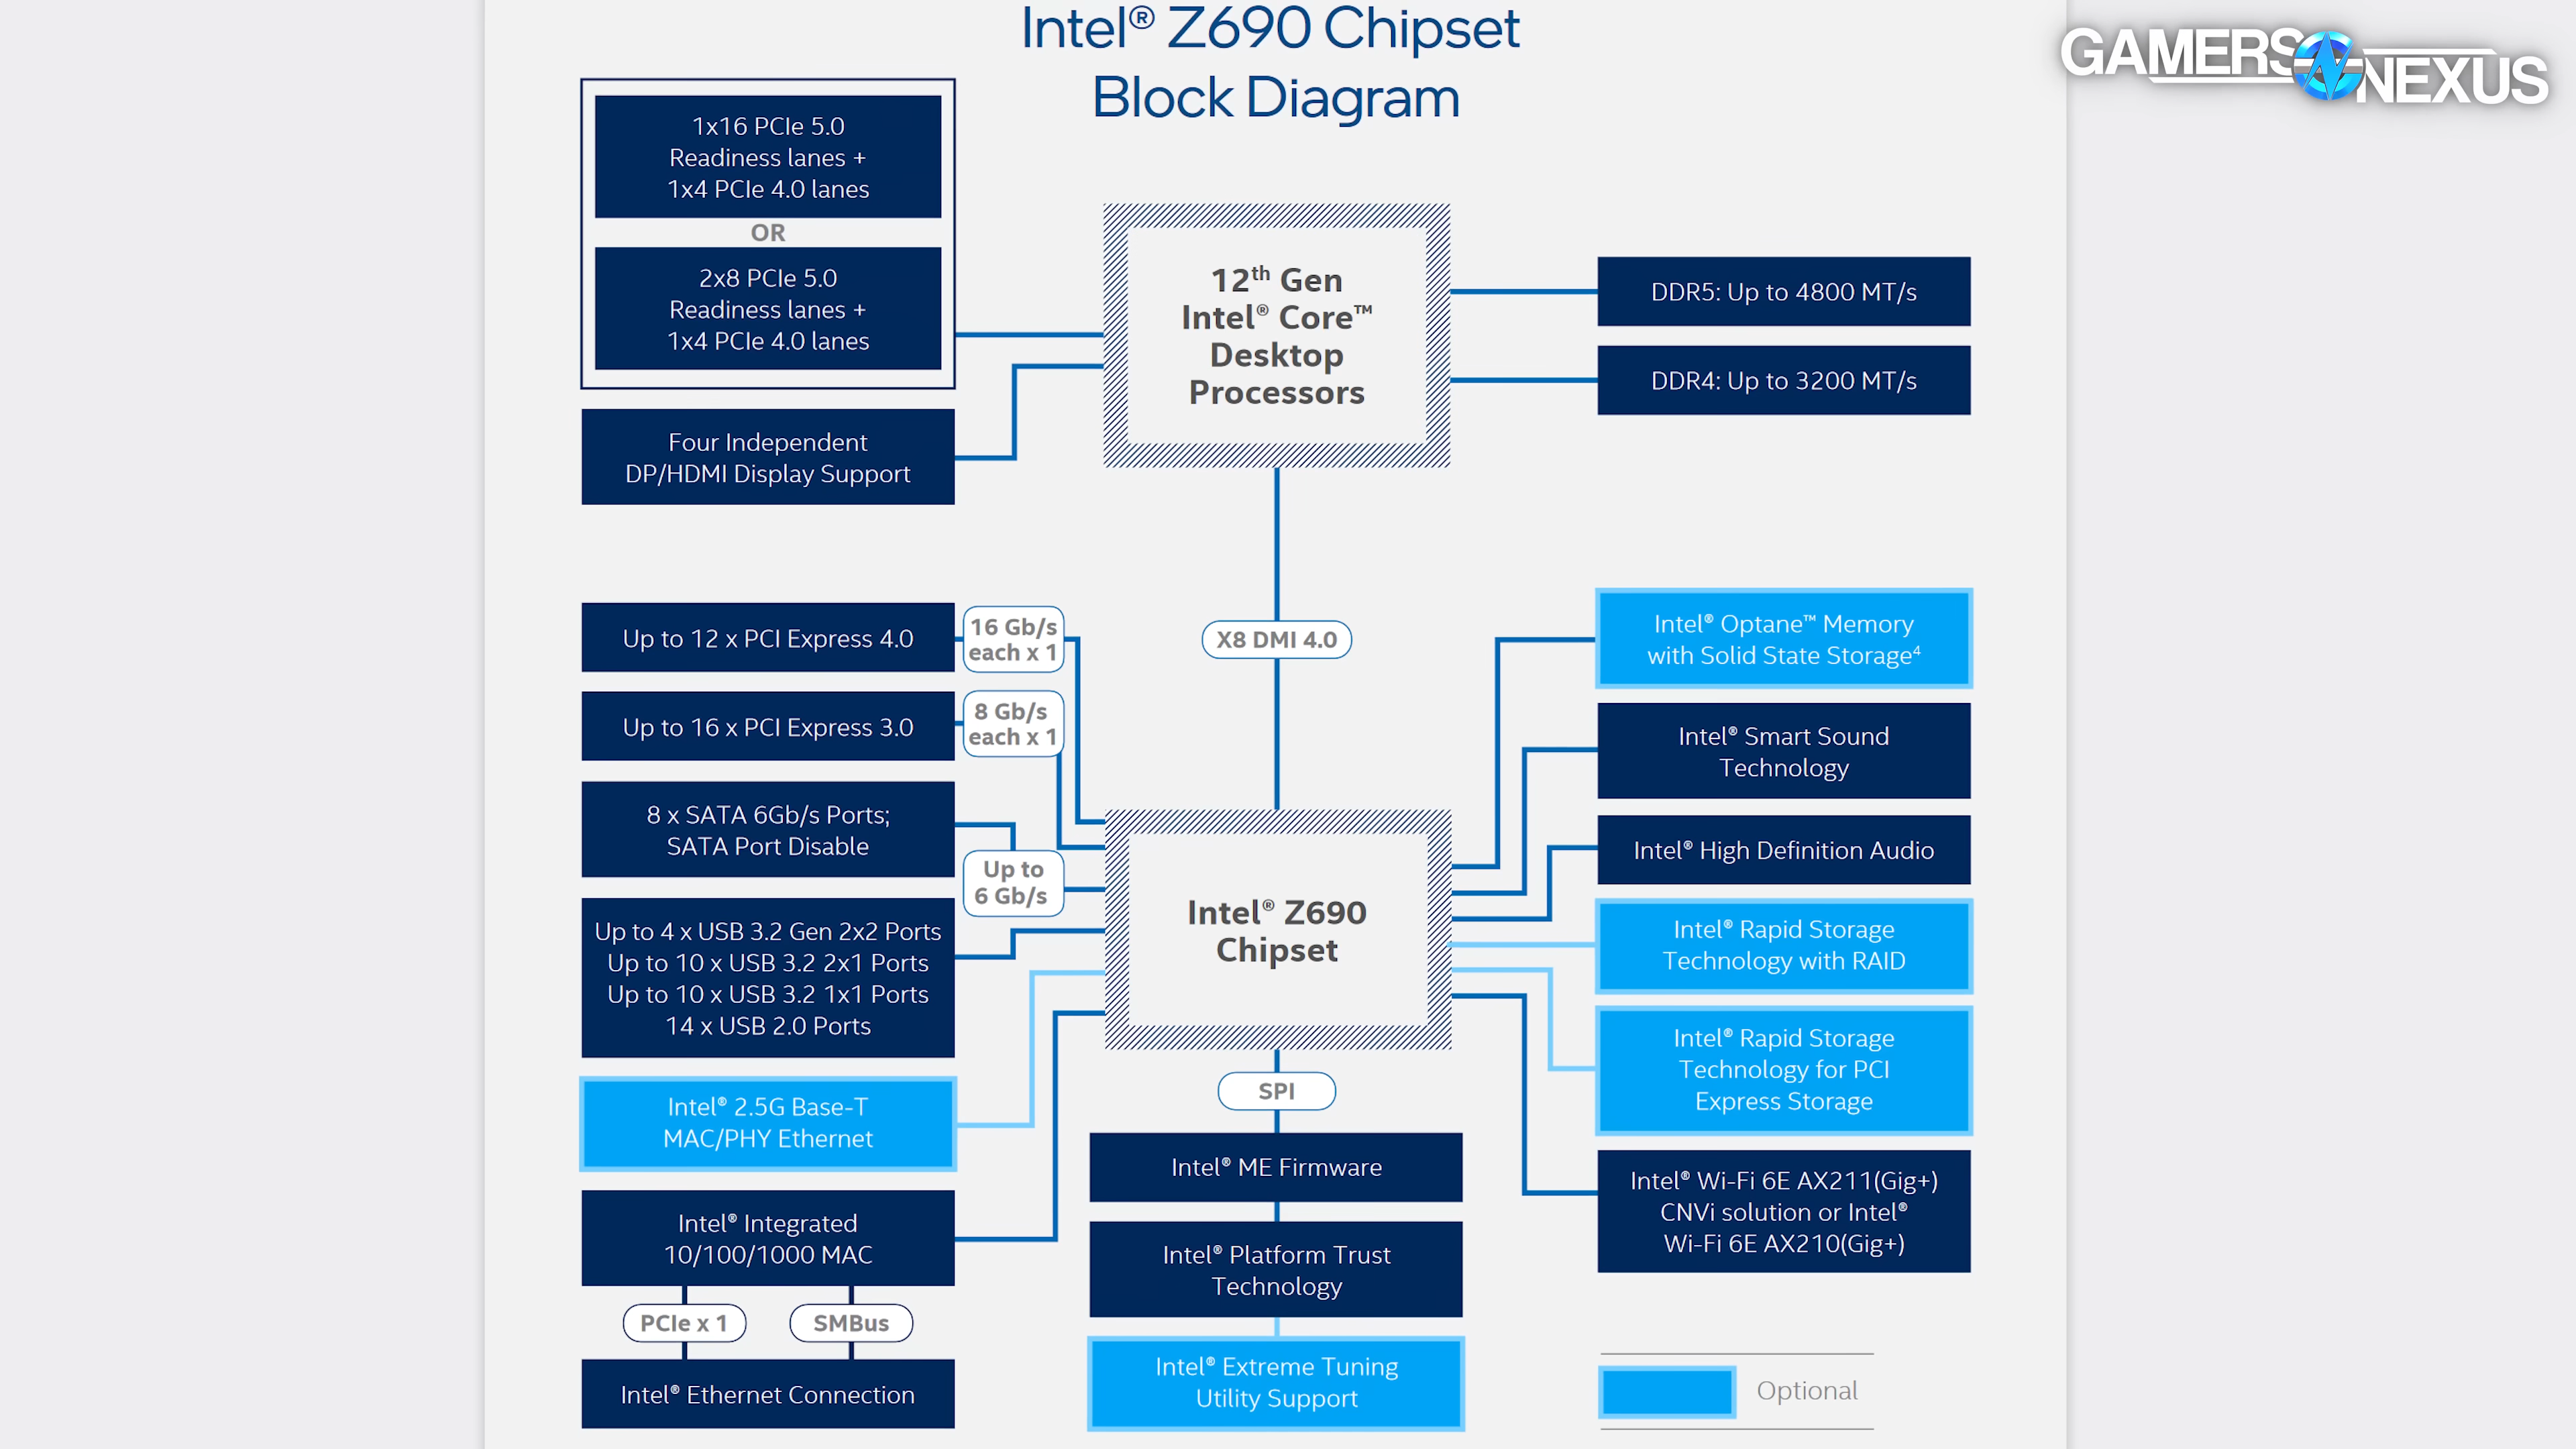 Intel® Z690 Chipset
Block Diagram
GAMERS NEXUS
1x16 PCIe 5.0
Readiness lanes +
1x4 PCIe 4.0 lanes
OR
2x8 PCIe 5.0
Readiness lanes +
1x4 PCIe 4.0 lanes
Four Independent
DP/HDMI Display Support
12th Gen
Intel® Core™
Desktop
Processors
DDR5: Up to 4800 MT/s
DDR4: Up to 3200 MT/s
X8 DMI 4.0
Up to 12 x PCI Express 4.0
16 Gb/s
each x 1
Up to 16 x PCI Express 3.0
8 Gb/s
each x 1
8 x SATA 6Gb/s Ports;
SATA Port Disable
Up to
6 Gb/s
Up to 4 x USB 3.2 Gen 2x2 Ports
Up to 10 x USB 3.2 2x1 Ports
Up to 10 x USB 3.2 1x1 Ports
14 x USB 2.0 Ports
Intel® 2.5G Base-T
MAC/PHY Ethernet
Intel® Integrated
10/100/1000 MAC
PCIe x 1
SMBus
Intel® Ethernet Connection
Intel® Z690
Chipset
SPI
Intel® ME Firmware
Intel® Platform Trust
Technology
Intel® Extreme Tuning
Utility Support
Intel® Optane™ Memory
with Solid State Storage⁴
Intel® Smart Sound
Technology
Intel® High Definition Audio
Intel® Rapid Storage
Technology with RAID
Intel® Rapid Storage
Technology for PCI
Express Storage
Intel® Wi-Fi 6E AX211(Gig+)
CNVi solution or Intel®
Wi-Fi 6E AX210(Gig+)
Optional